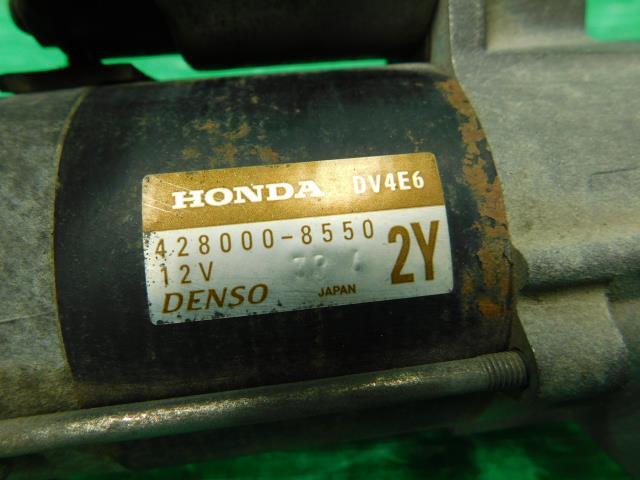 HONDA DV4E6
428000-8550
12V 2Y
DENSO JAPAN